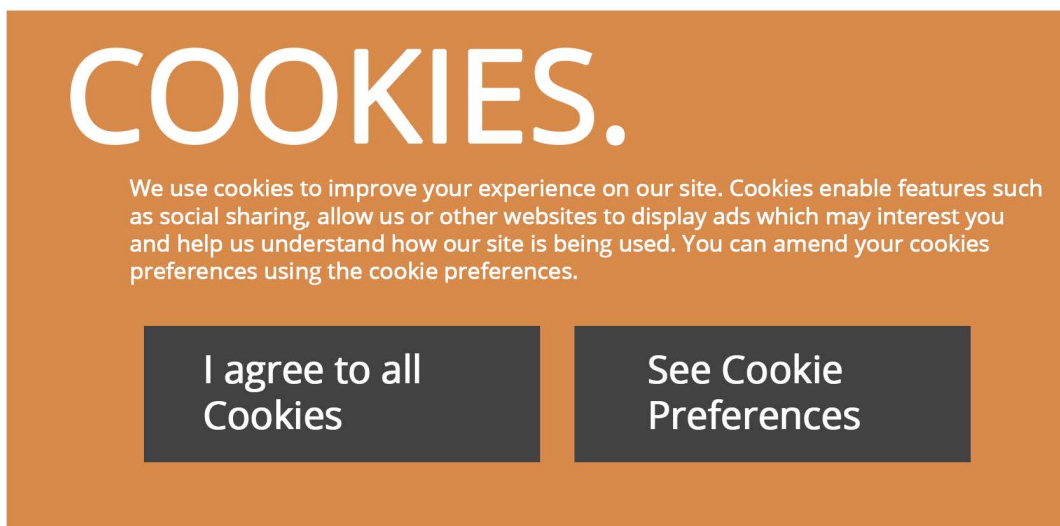 COOKIES.
We use cookies to improve your experience on our site. Cookies enable features such
as social sharing, allow us or other websites to display ads which may interest you
and help us understand how our site is being used. You can amend your cookies
preferences using the cookie preferences.
I agree to all
Cookies
See Cookie
Preferences